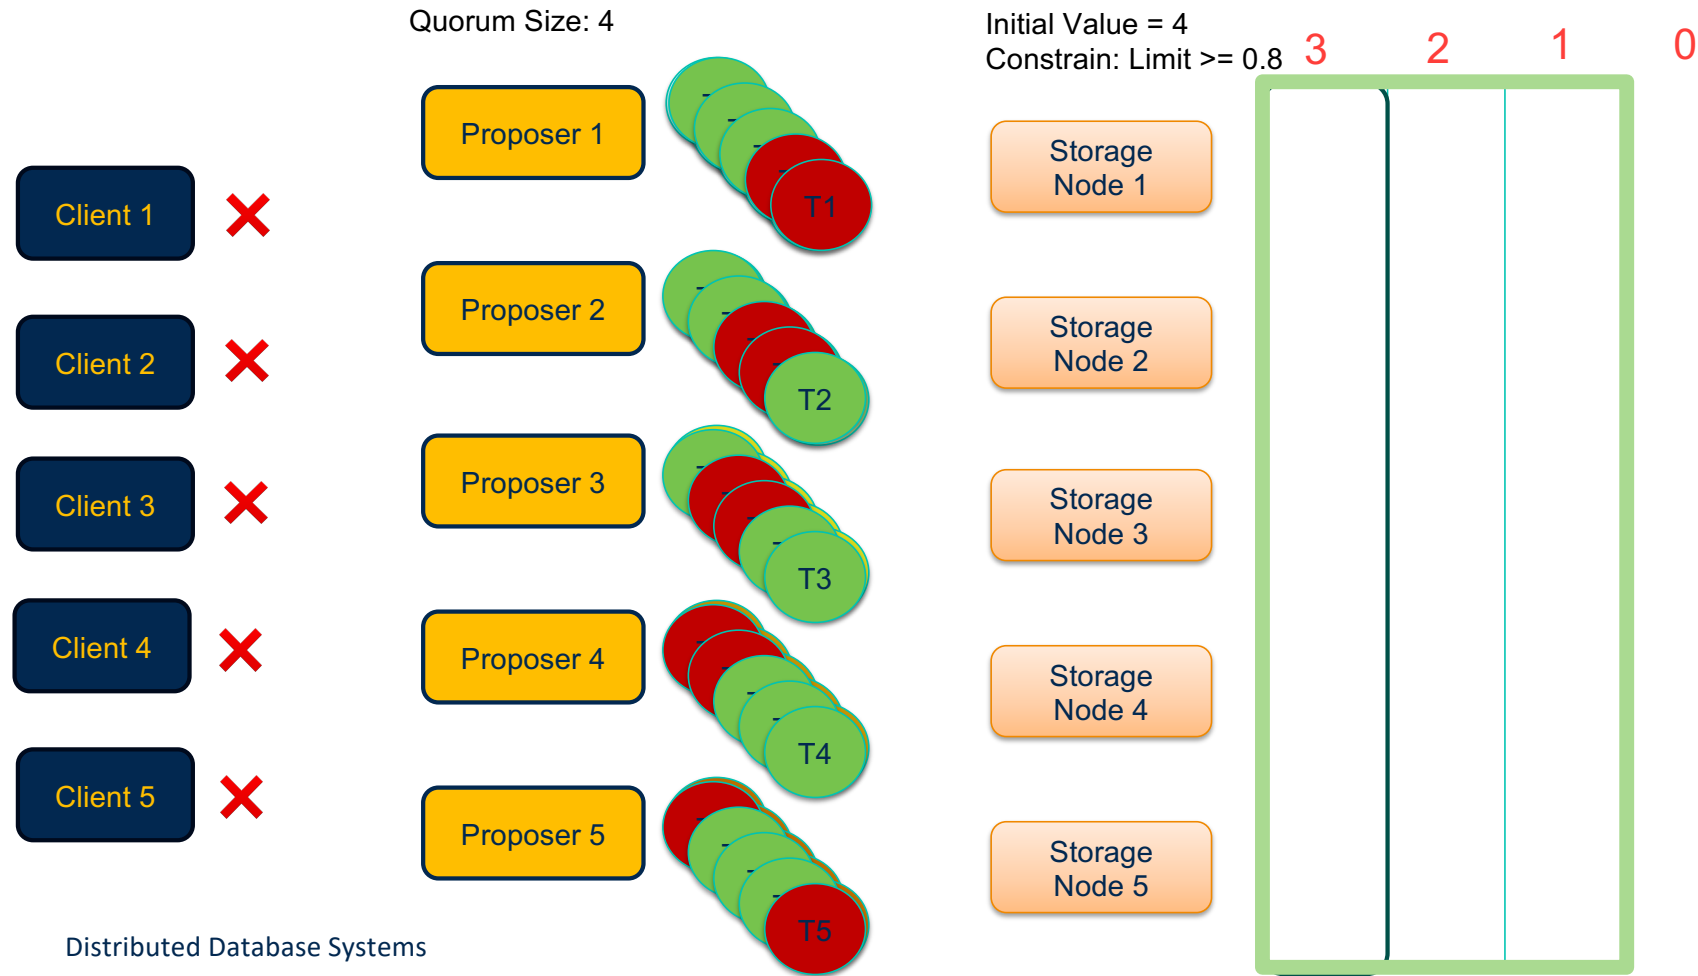 Quorum Size: 4
Initial Value = 4
Constrain: Limit >= 0.8
3
2
1
0
Client 1
Client 2
Client 3
Client 4
Client 5
Proposer 1
T1
Proposer 2
T2
Proposer 3
T3
Proposer 4
T4
Proposer 5
T5
Storage
Node 1
Storage
Node 2
Storage
Node 3
Storage
Node 4
Storage
Node 5
Distributed Database Systems